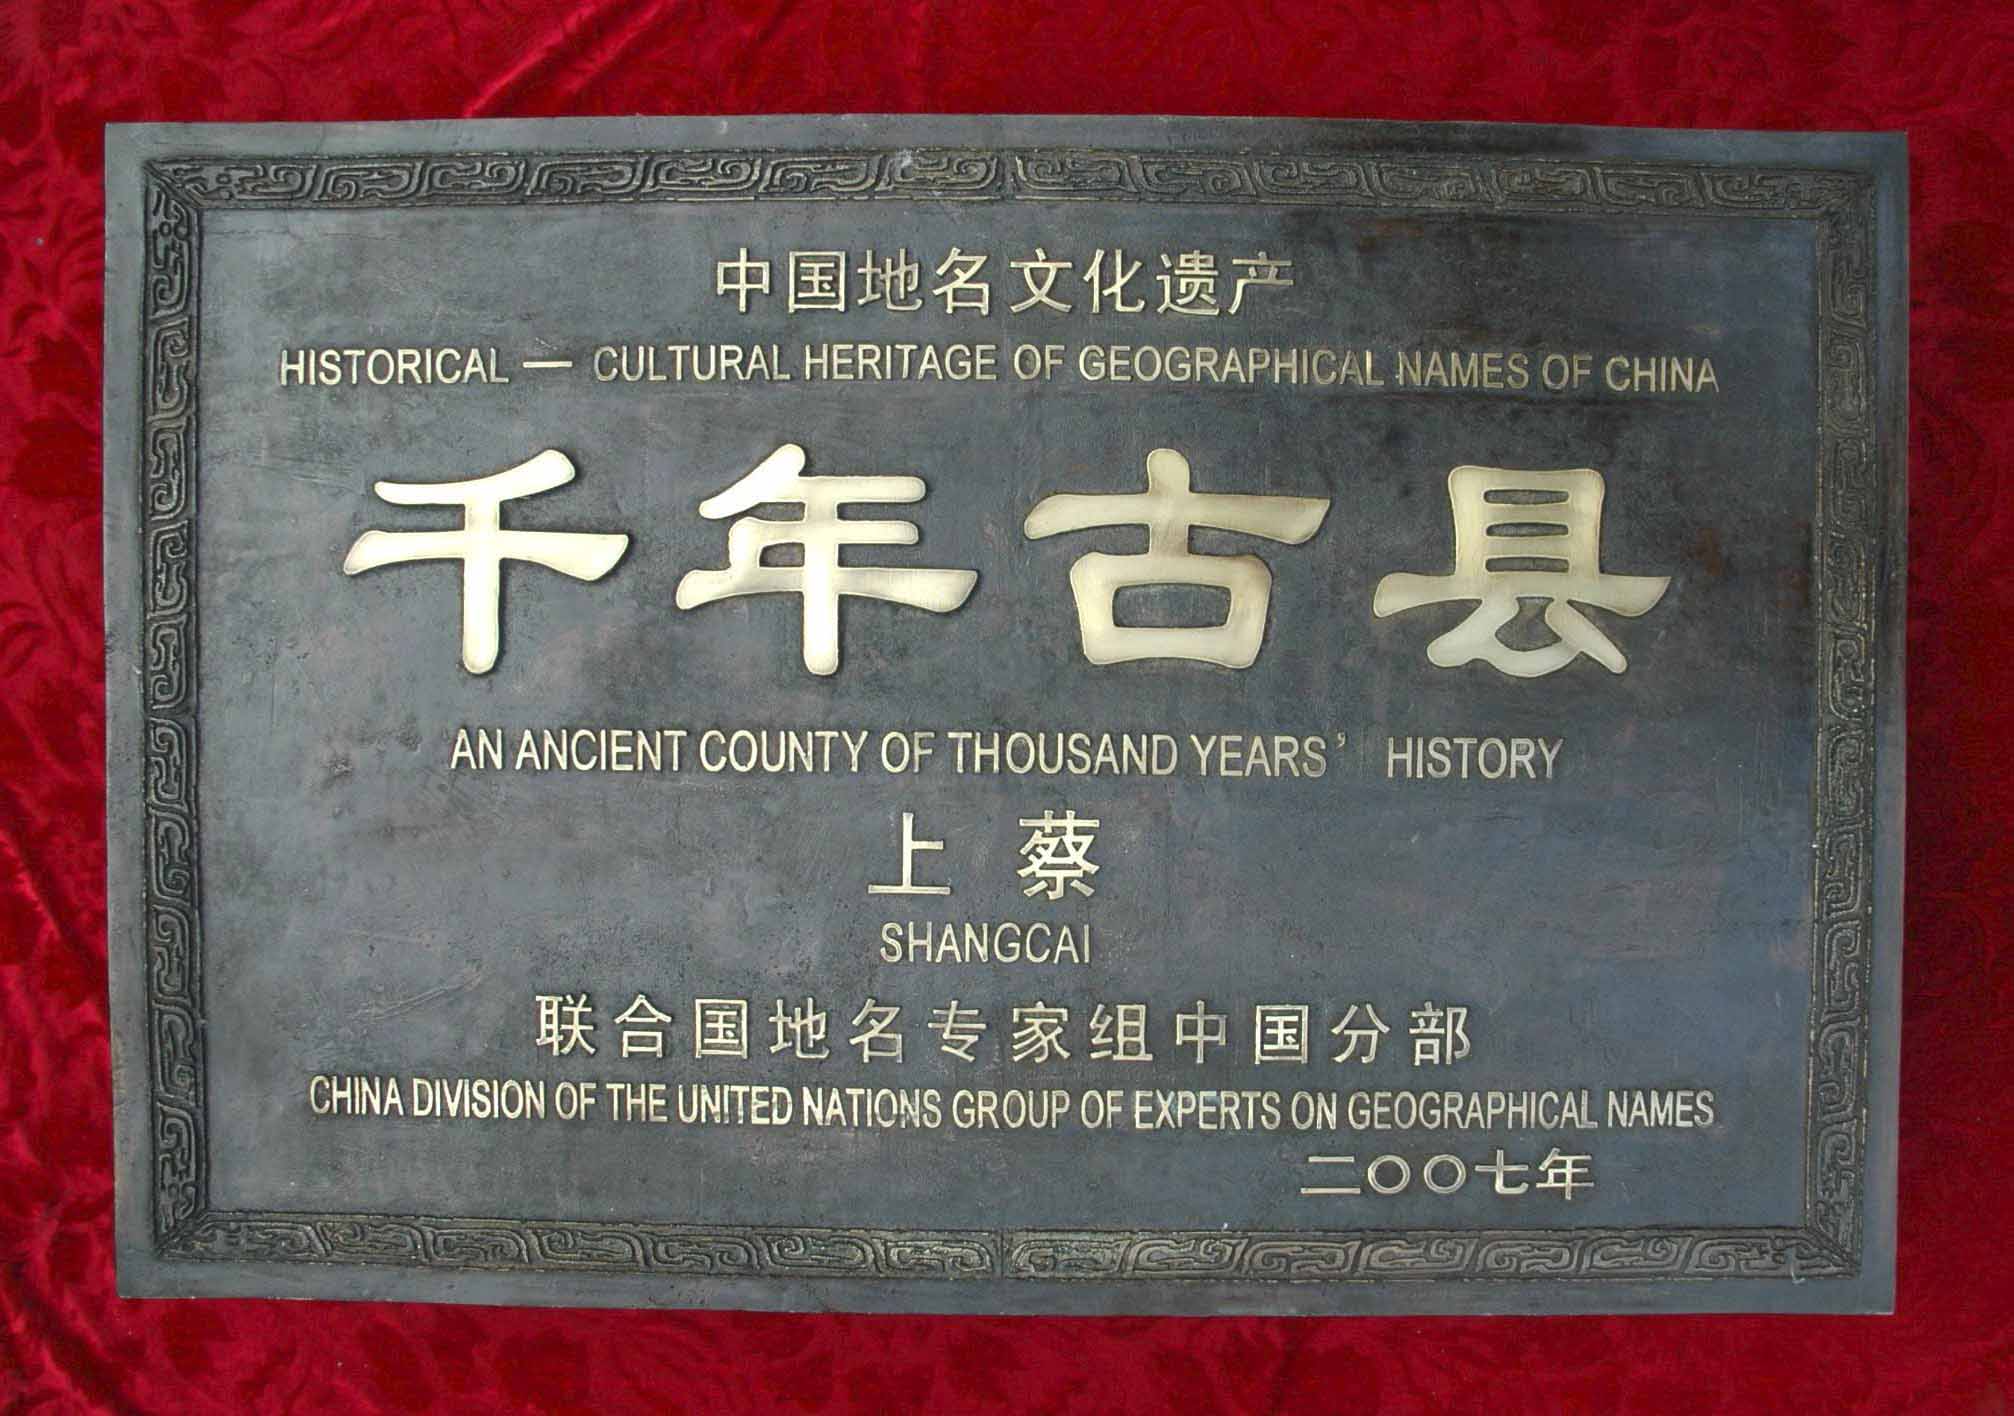 中国地名文化遗产
HISTORICAL — CULTURAL HERITAGE OF GEOGRAPHICAL NAMES OF CHINA
千年古县
AN ANCIENT COUNTY OF THOUSAND YEARS' HISTORY
上蔡
SHANGCAI
联合国地名专家组中国分部
CHINA DIVISION OF THE UNITED NATIONS GROUP OF EXPERTS ON GEOGRAPHICAL NAMES
二〇〇七年